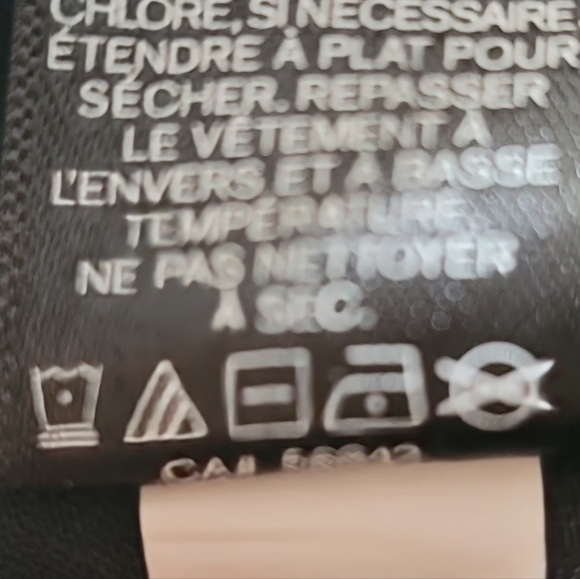 CHLORE, SI NÉCESSAIRE
ÉTENDRE À PLAT POUR
SÉCHER. REPASSER
LE VÊTEMENT À
L'ENVERS ET À BASSE
TEMPÉRATURE.
NE PAS NETTOYER
À SEC.